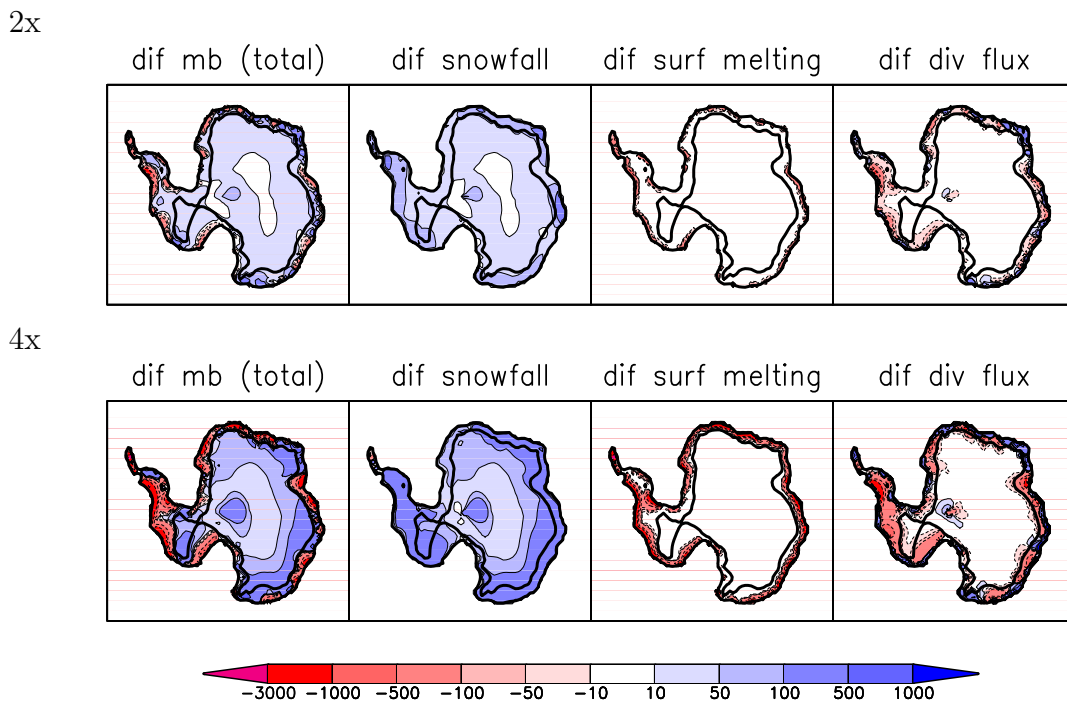 2x
dif mb (total) dif snowfall dif surf melting dif div flux
4x
dif mb (total) dif snowfall dif surf melting dif div flux
-3000 -1000 -500 -100 -50 -10 10 50 100 500 1000